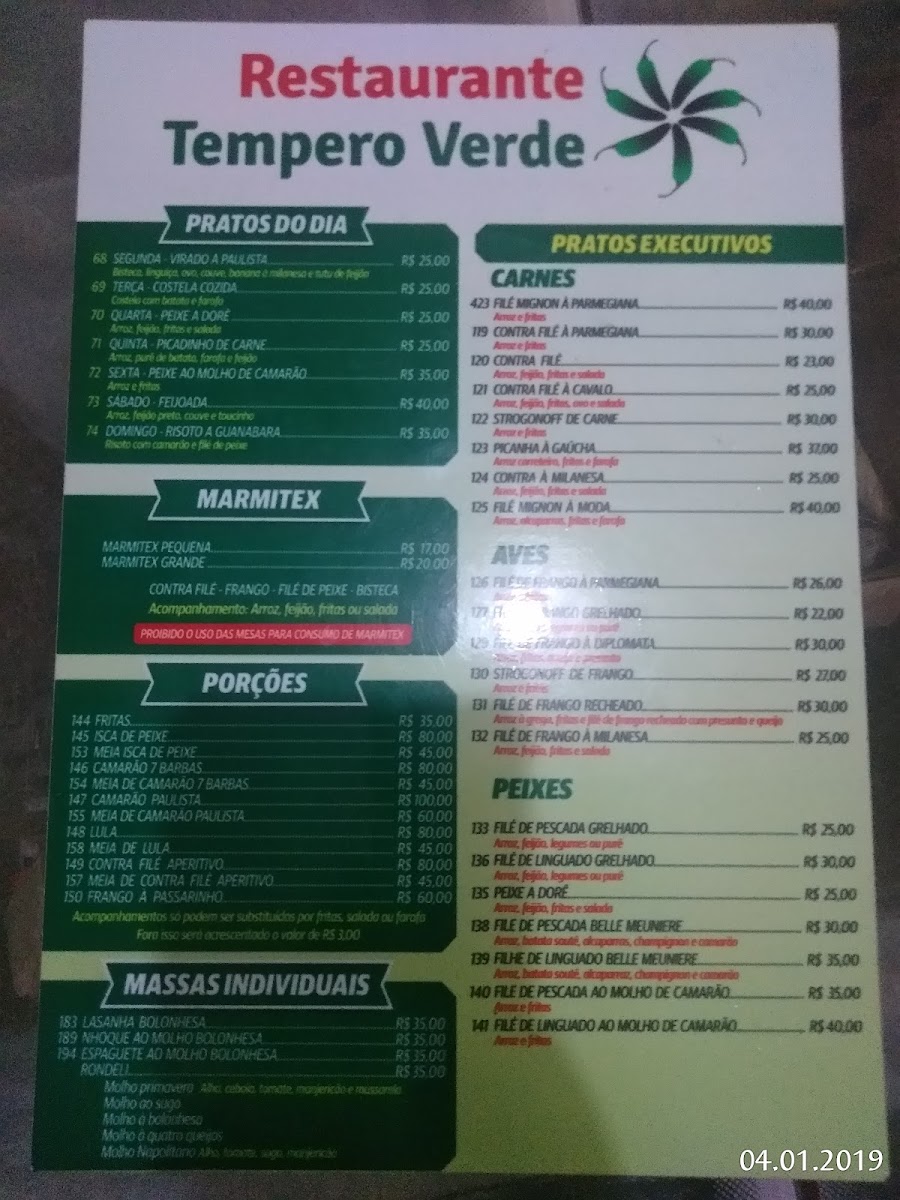 Restaurante
Tempero Verde
PRATOS DO DIA
68 SEGUNDA - VIRADO A PAULISTA R$ 25,00
Bisteca, linguiça, ovo, couve, banana à milanesa e tutu de feijão
69 TERÇA - COSTELA COZIDA R$ 25,00
Costela com batata e farofa
70 QUARTA - PEIXE A DORÊ R$ 25,00
Arroz, feijão, fritas e salada
71 QUINTA - PICADINHO DE CARNE R$ 25,00
Arroz, purê de batata, farofa e feijão
72 SEXTA - PEIXE AO MOLHO DE CAMARÃO R$ 35,00
Arroz e fritas
73 SÁBADO - FEIJOADA R$ 40,00
Arroz, feijão preto, couve e toucinho
74 DOMINGO - RISOTO A GUANABARA R$ 35,00
Risoto com camarão e filé de peixe
MARMITEX
MARMITEX PEQUENA R$ 17,00
MARMITEX GRANDE R$ 20,00
CONTRA FILÉ - FRANGO - FILÉ DE PEIXE - BISTECA
Acompanhamento: Arroz, feijão, fritas ou salada
PROIBIDO O USO DAS MESAS PARA CONSUMO DE MARMITEX
PORÇÕES
144 FRITAS R$ 35,00
145 ISCA DE PEIXE R$ 80,00
153 MEIA ISCA DE PEIXE R$ 45,00
146 CAMARÃO 7 BARBAS R$ 80,00
154 MEIA DE CAMARÃO 7 BARBAS R$ 45,00
147 CAMARÃO PAULISTA R$ 100,00
155 MEIA DE CAMARÃO PAULISTA R$ 60,00
148 LULA R$ 80,00
158 MEIA DE LULA R$ 45,00
149 CONTRA FILÉ APERITIVO R$ 80,00
157 MEIA DE CONTRA FILÉ APERITIVO R$ 45,00
150 FRANGO A PASSARINHO R$ 60,00
Acompanhamentos só podem ser substituídos por fritas, salada ou farofa
Fora isso será acrescentado o valor de R$ 3,00
MASSAS INDIVIDUAIS
183 LASANHA BOLONHESA R$ 35,00
189 NHOQUE AO MOLHO BOLONHESA R$ 35,00
194 ESPAGUETE AO MOLHO BOLONHESA R$ 35,00
RONDELI R$ 35,00
Molho primavera Alho, cebola, tomate, manjericão e mussarela
Molho ao sugo
Molho à bolonhesa
Molho à quatro queijos
Molho Napolitano Alho, tomate, sugo, manjericão
PRATOS EXECUTIVOS
CARNES
423 FILÉ MIGNON À PARMEGIANA R$ 40,00
Arroz e fritas
119 CONTRA FILÉ À PARMEGIANA R$ 30,00
Arroz e fritas
120 CONTRA FILÉ R$ 23,00
Arroz, feijão, fritas e salada
121 CONTRA FILÉ À CAVALO R$ 25,00
Arroz, feijão, fritas, ovo e salada
122 STROGONOFF DE CARNE R$ 30,00
Arroz e fritas
123 PICANHA À GAÚCHA R$ 37,00
Arroz carreteiro, fritas e farofa
124 CONTRA À MILANESA R$ 25,00
Arroz, feijão, fritas e salada
125 FILÉ MIGNON À MODA R$ 40,00
Arroz, alcaparras, fritas e farofa
AVES
126 FILÉ DE FRANGO À PARMEGIANA R$ 26,00
127 FRANGO GRELHADO R$ 22,00
ou purê
129 FILÉ DE FRANGO À DIPLOMATA R$ 30,00
130 STROGONOFF DE FRANGO R$ 27,00
Arroz e fritas
131 FILÉ DE FRANGO RECHEADO R$ 30,00
Arroz à grega, fritas e filé de frango recheado com presunto e queijo
132 FILÉ DE FRANGO À MILANESA R$ 25,00
Arroz, feijão, fritas e salada
PEIXES
133 FILÉ DE PESCADA GRELHADO R$ 25,00
Arroz, feijão, legumes ou purê
136 FILÉ DE LINGUADO GRELHADO R$ 30,00
Arroz, feijão, legumes ou purê
135 PEIXE A DORÊ R$ 25,00
Arroz, feijão, fritas e salada
138 FILE DE PESCADA BELLE MEUNIERE R$ 30,00
Arroz, batata souté, alcaparras, champignon e camarão
139 FILHE DE LINGUADO BELLE MEUNIERE R$ 35,00
Arroz, batata souté, alcaparraz, champignon e camarão
140 FILE DE PESCADA AO MOLHO DE CAMARÃO R$ 35,00
Arroz e fritas
141 FILÉ DE LINGUADO AO MOLHO DE CAMARÃO R$ 40,00
Arroz e fritas
04.01.2019